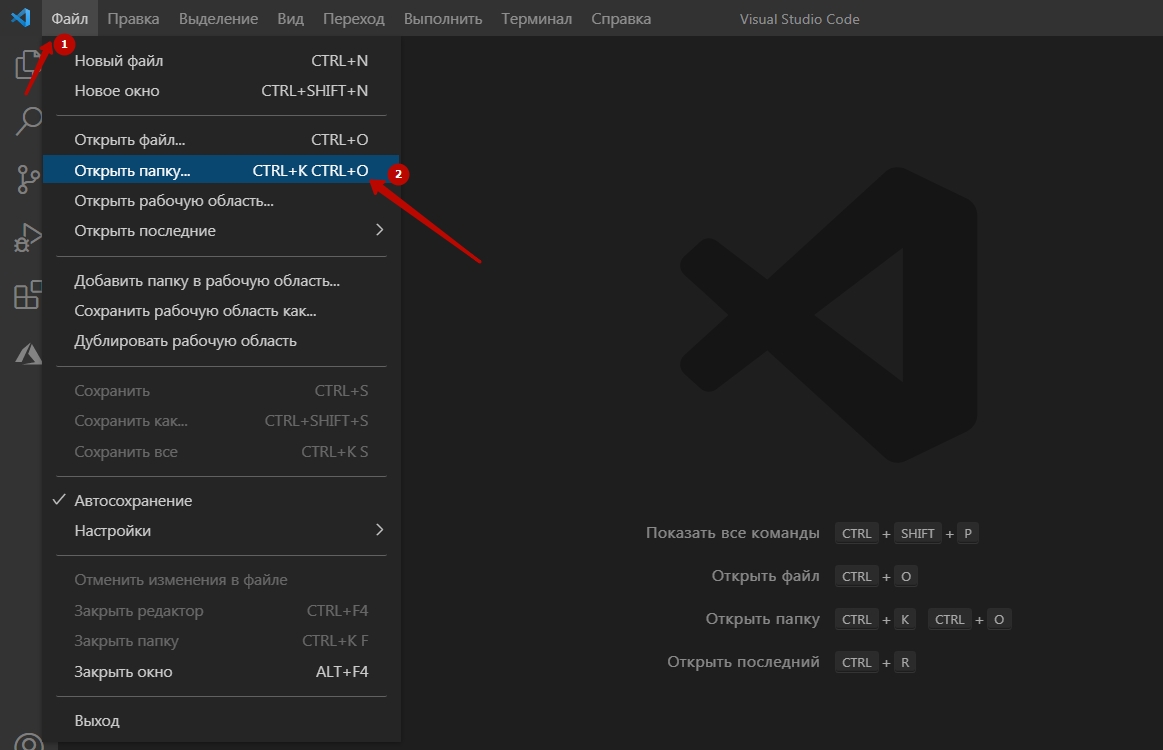 Файл Правка Выделение Вид Переход Выполнить Терминал Справка Visual Studio Code
1
Новый файл CTRL+N
Новое окно CTRL+SHIFT+N
Открыть файл... CTRL+O
Открыть папку... CTRL+K CTRL+O 2
Открыть рабочую область...
Открыть последние
Добавить папку в рабочую область...
Сохранить рабочую область как...
Дублировать рабочую область
Сохранить CTRL+S
Сохранить как... CTRL+SHIFT+S
Сохранить все CTRL+K S
Автосохранение
Настройки
Отменить изменения в файле
Закрыть редактор CTRL+F4
Закрыть папку CTRL+K F
Закрыть окно ALT+F4
Выход
Показать все команды CTRL + SHIFT + P
Открыть файл CTRL + O
Открыть папку CTRL + K CTRL + O
Открыть последний CTRL + R